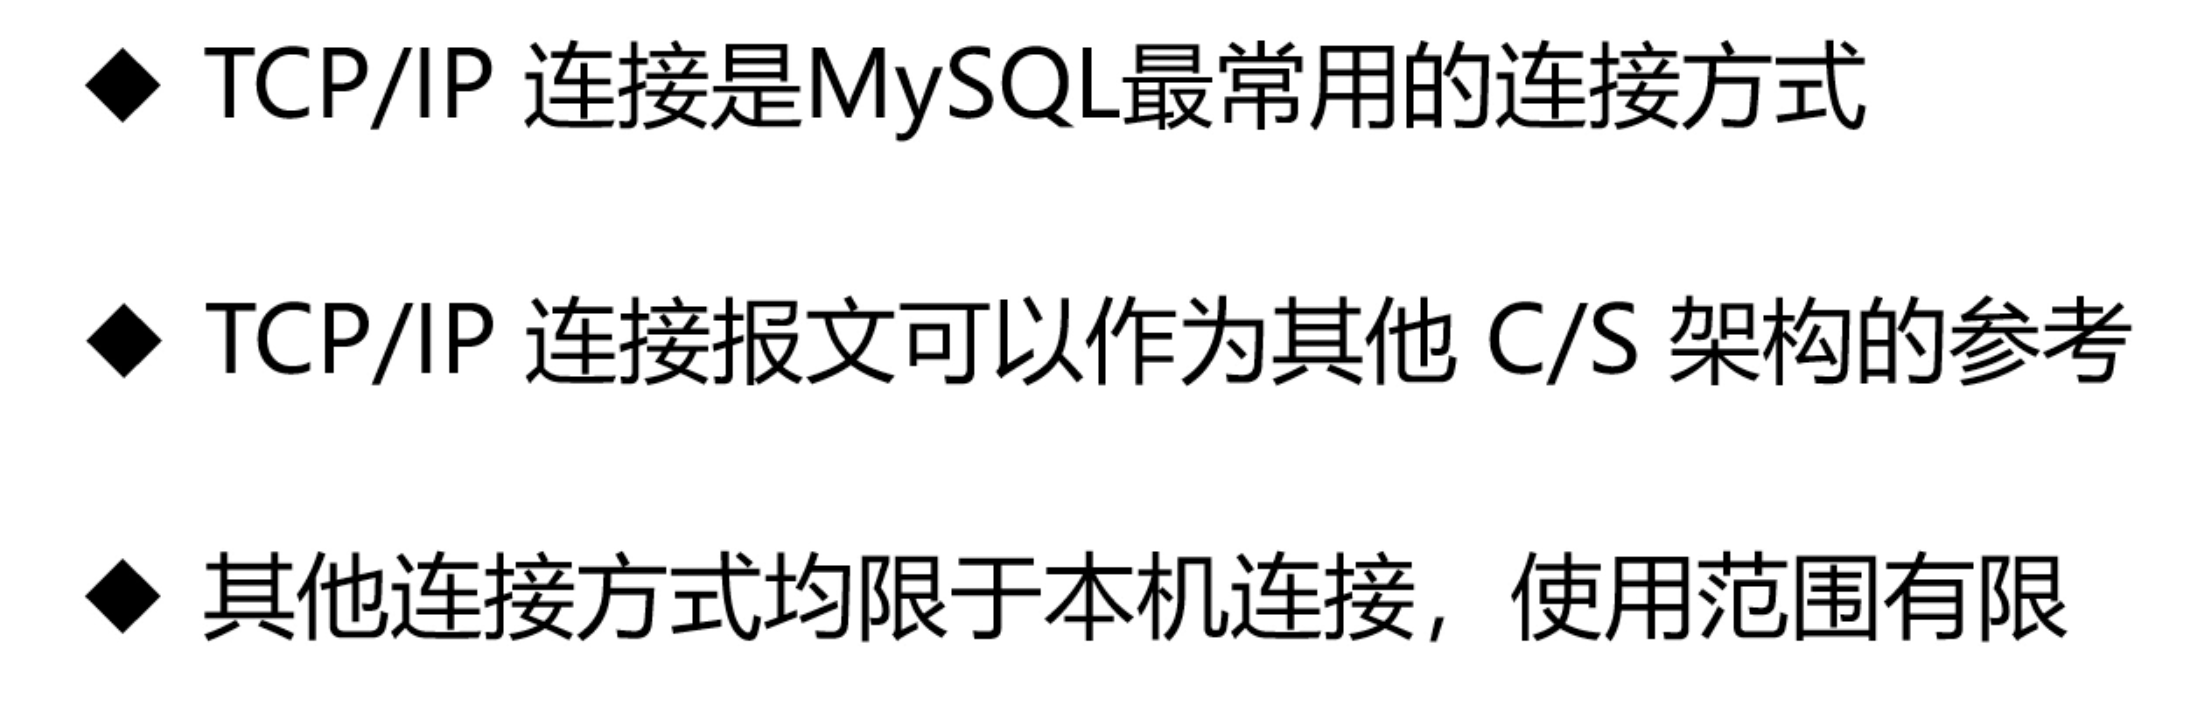 ◆ TCP/IP 连接是MySQL最常用的连接方式
◆ TCP/IP 连接报文可以作为其他 C/S 架构的参考
◆ 其他连接方式均限于本机连接，使用范围有限